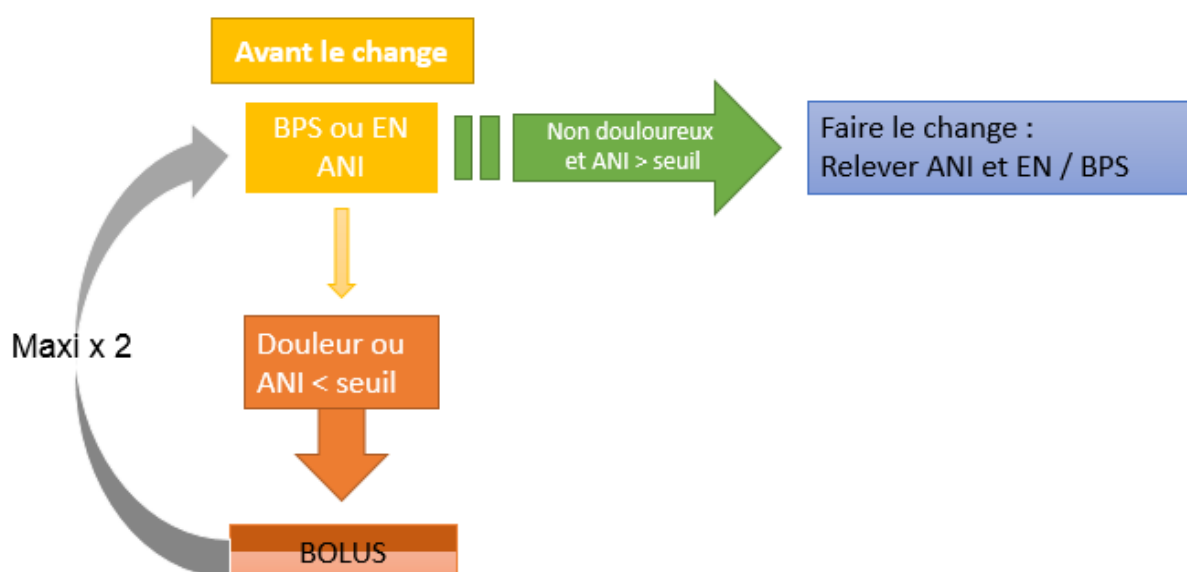 Avant le change
BPS ou EN
ANI
Non douloureux
et ANI > seuil
Faire le change :
Relever ANI et EN / BPS
Maxi x 2
Douleur ou
ANI < seuil
BOLUS